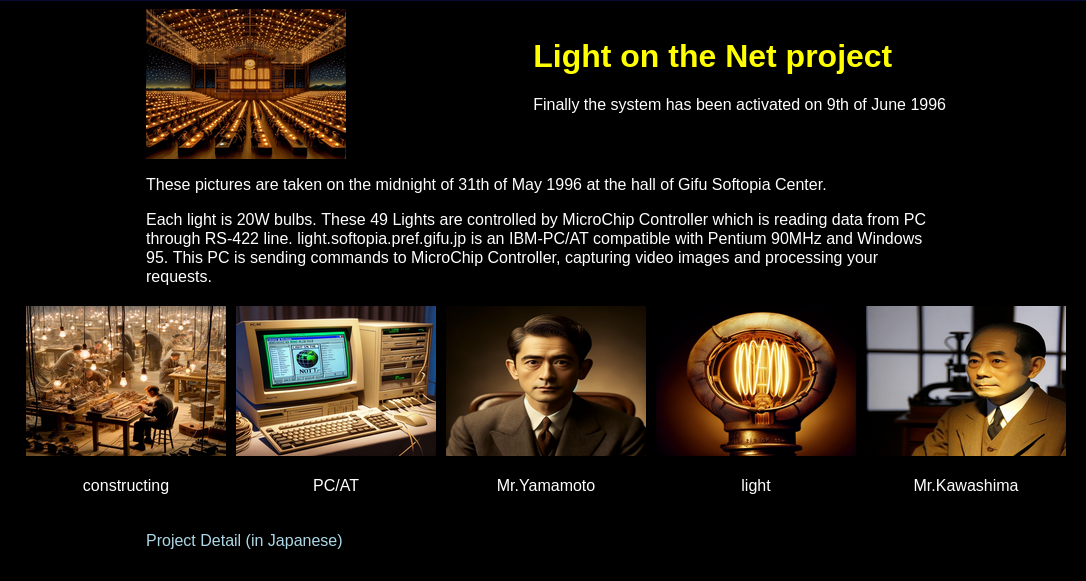 Light on the Net project
Finally the system has been activated on 9th of June 1996
These pictures are taken on the midnight of 31th of May 1996 at the hall of Gifu Softopia Center.
Each light is 20W bulbs. These 49 Lights are controlled by MicroChip Controller which is reading data from PC
through RS-422 line. light.softopia.pref.gifu.jp is an IBM-PC/AT compatible with Pentium 90MHz and Windows
95. This PC is sending commands to MicroChip Controller, capturing video images and processing your
requests.
constructing
PC/AT
Mr.Yamamoto
light
Mr.Kawashima
Project Detail (in Japanese)